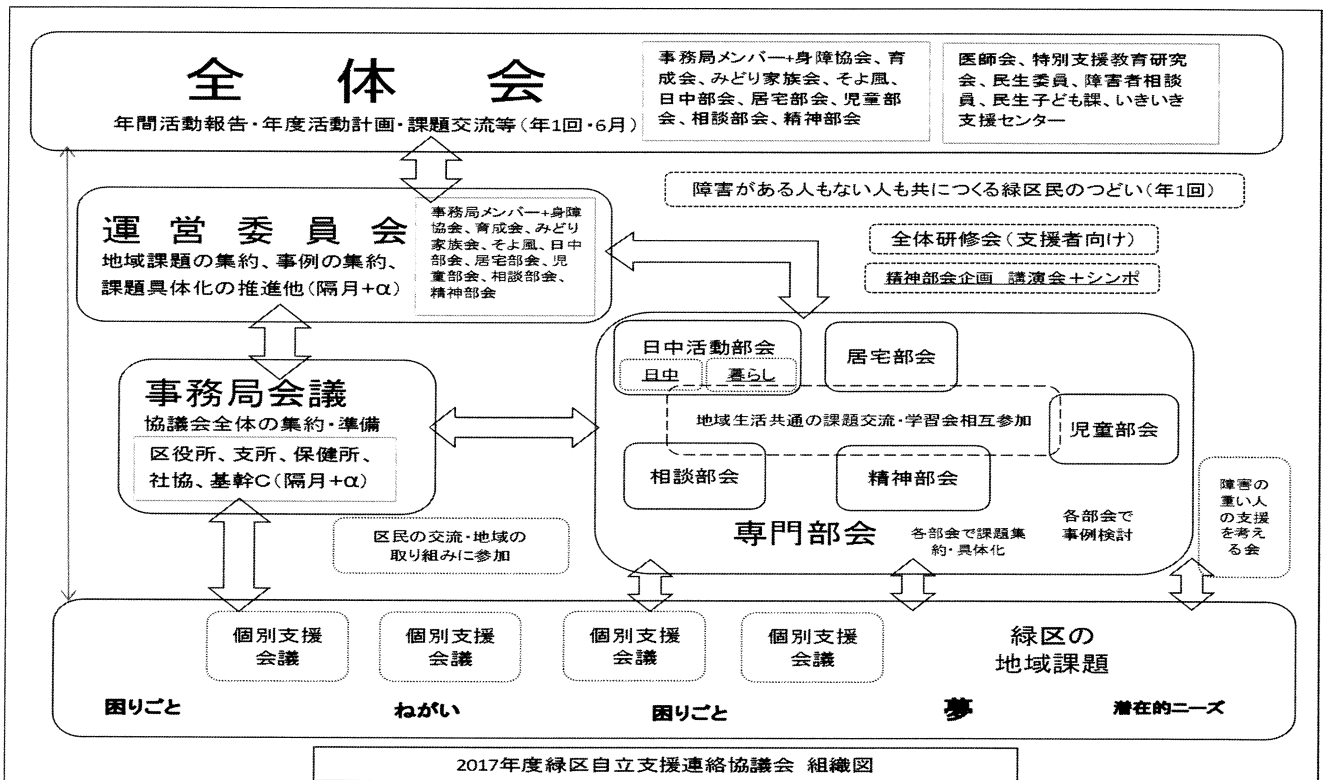 全体会
年間活動報告・年度活動計画・課題交流等(年1回・6月)
事務局メンバー+身障協会、育
成会、みどり家族会、そよ風、
日中部会、居宅部会、児童部
会、相談部会、精神部会
医師会、特別支援教育研究
会、民生委員、障害者相談
員、民生子ども課、いきいき
支援センター
障害がある人もない人も共につくる緑区民のつどい(年1回)
運営委員会
地域課題の集約、事例の集約、
課題具体化の推進他(隔月+α)
事務局メンバー+身障
協会、育成会、みどり
家族会、そよ風、日中
部会、居宅部会、児
童部会、相談部会、
精神部会
全体研修会(支援者向け)
精神部会企画 講演会+シンポ
事務局会議
協議会全体の集約・準備
区役所、支所、保健所、
社協、基幹C(隔月+α)
日中活動部会
日中
暮らし
居宅部会
地域生活共通の課題交流・学習会相互参加
児童部会
相談部会
精神部会
専門部会
各部会で課題集
約・具体化
各部会で
事例検討
障害の
重い人
の支援
を考え
る会
区民の交流・地域の
取り組みに参加
個別支援
会議
個別支援
会議
個別支援
会議
個別支援
会議
緑区の
地域課題
困りごと
ねがい
困りごと
夢
潜在的ニーズ
2017年度緑区自立支援連絡協議会 組織図